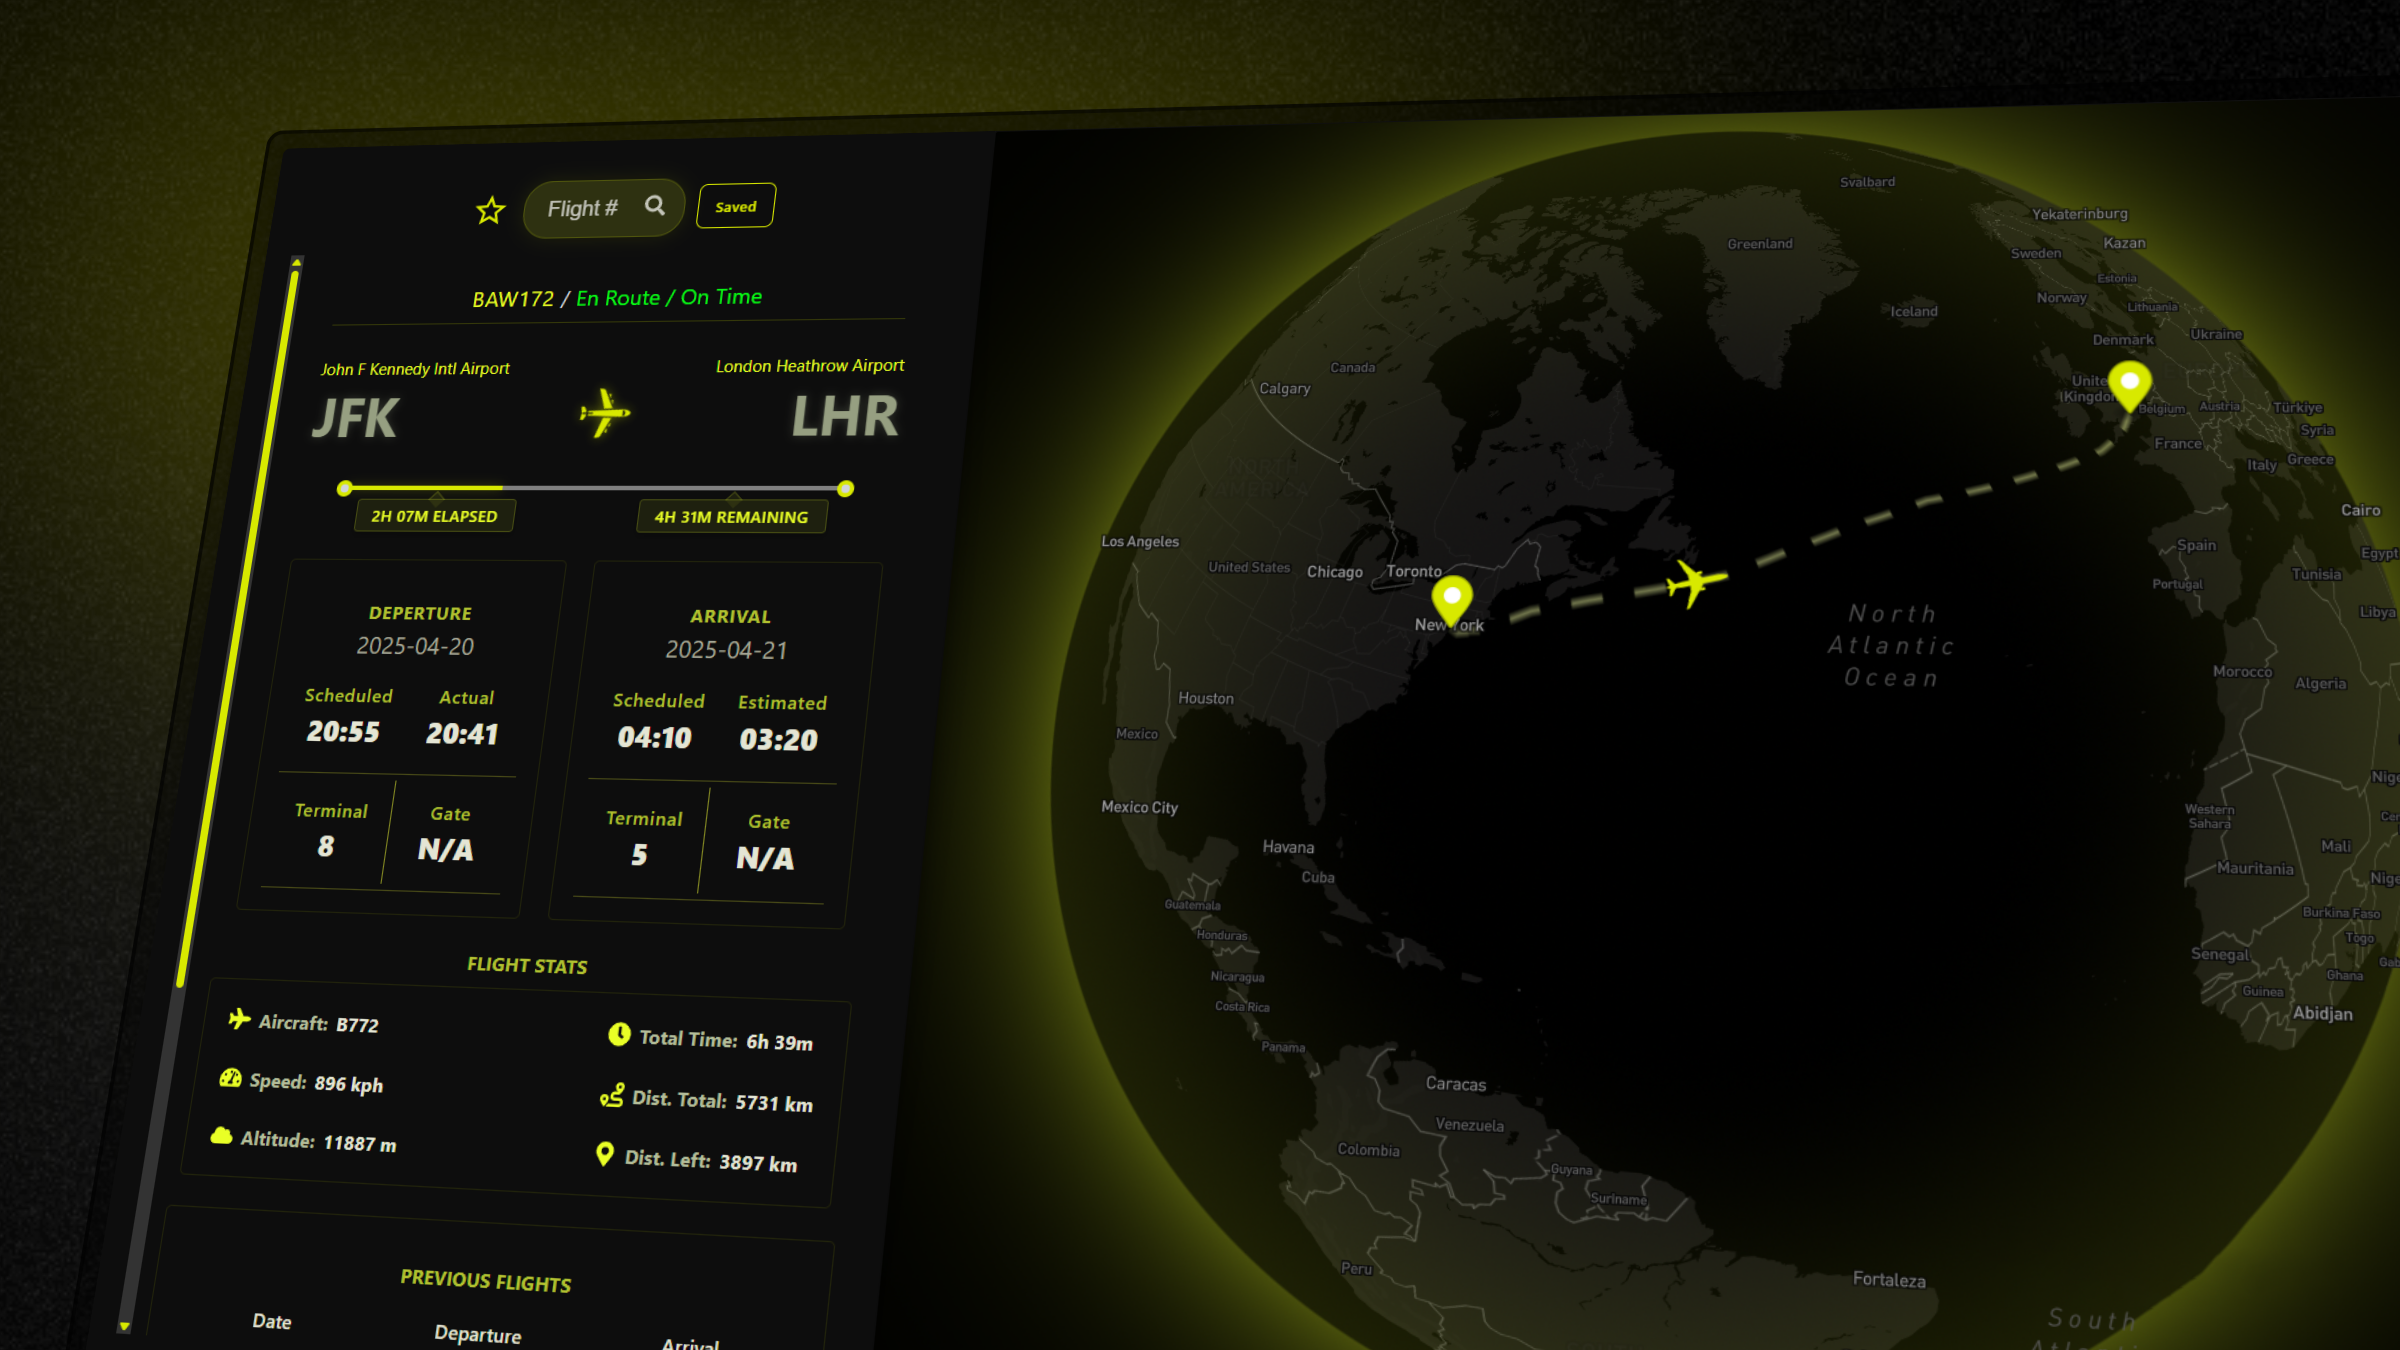 Flight #
Saved
BAW172 / En Route / On Time
John F Kennedy Intl Airport
London Heathrow Airport
JFK
LHR
2H 07M ELAPSED
4H 31M REMAINING
DEPERTURE
2025-04-20
Scheduled
Actual
20:55
20:41
Terminal
Gate
8
N/A
ARRIVAL
2025-04-21
Scheduled
Estimated
04:10
03:20
Terminal
Gate
5
N/A
FLIGHT STATS
Aircraft: B772
Total Time: 6h 39m
Speed: 896 kph
Dist. Total: 5731 km
Altitude: 11887 m
Dist. Left: 3897 km
PREVIOUS FLIGHTS
Date
Departure
Arrival
Svalbard
Yekaterinburg
Kazan
Greenland
Sweden
Estonia
Norway
Lithuania
Iceland
Ukraine
Denmark
Canada
Calgary
United
Kingdom
Belgium
Austria
Türkiye
Syria
France
Italy
Greece
NORTH
AMERICA
Cairo
Los Angeles
Spain
Egypt
United States
Chicago
Toronto
Tunisia
Portugal
Libya
New York
North
Atlantic
Ocean
Morocco
Algeria
Houston
Mexico
Mexico City
Western
Sahara
Havana
Mali
Cuba
Mauritania
Guatemala
Burkina Faso
Honduras
Togo
Senegal
Nicaragua
Ghana
Guinea
Costa Rica
Abidjan
Panama
Caracas
Venezuela
Colombia
Guyana
Suriname
Peru
Fortaleza
South